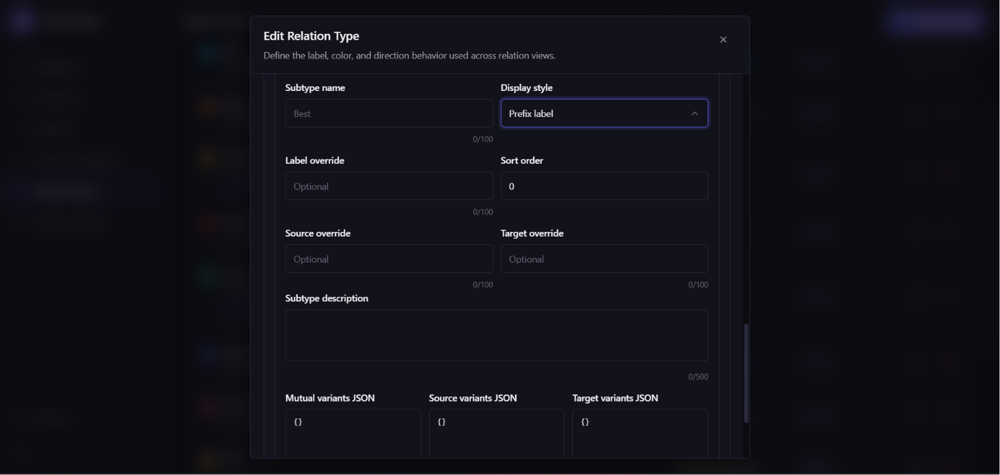 Edit Relation Type
Define the label, color, and direction behavior used across relation views.
Subtype name
Display style
Best
Prefix label
0/100
Label override
Sort order
Optional
0
0/100
Source override
Target override
Optional
Optional
0/100
0/100
Subtype description
0/500
Mutual variants JSON
Source variants JSON
Target variants JSON
{}
{}
{}